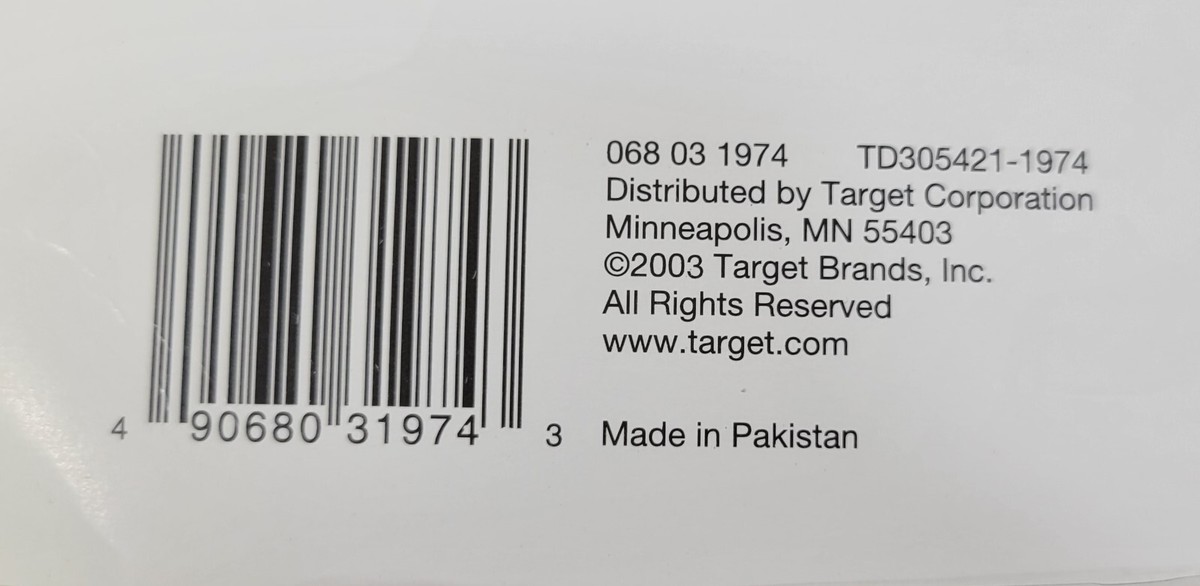 068 03 1974 TD305421-1974
Distributed by Target Corporation
Minneapolis, MN 55403
©2003 Target Brands, Inc.
All Rights Reserved
www.target.com
4 90680 31974 3
Made in Pakistan